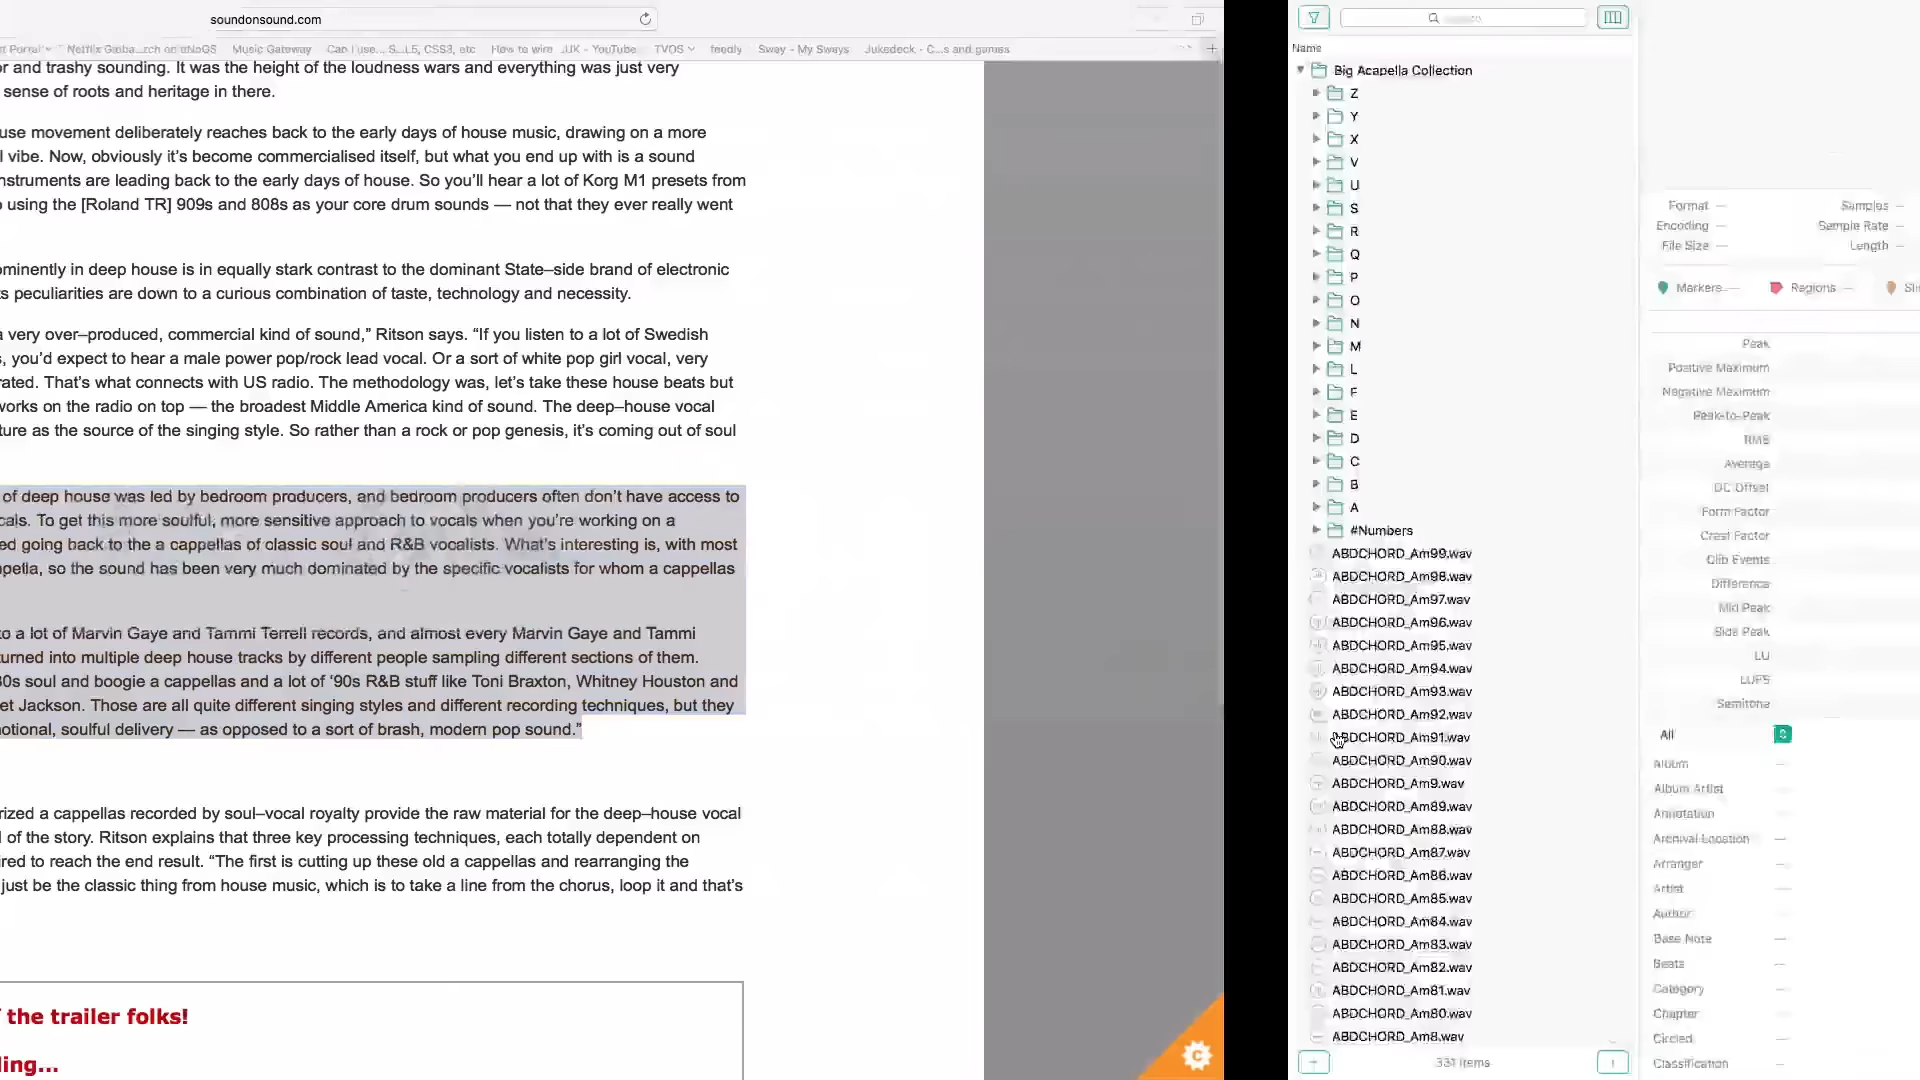 soundonsound.com
Music Gateway
How to wire
UK - YouTube
TVOS
feedly
Sway - My Sways
Jukedeck - C...s and games
or and trashy sounding. It was the height of the loudness wars and everything was just very
sense of roots and heritage in there.
use movement deliberately reaches back to the early days of house music, drawing on a more
l vibe. Now, obviously it's become commercialised itself, but what you end up with is a sound
nstruments are leading back to the early days of house. So you'll hear a lot of Korg M1 presets from
o using the [Roland TR] 909s and 808s as your core drum sounds — not that they ever really went
ominently in deep house is in equally stark contrast to the dominant State–side brand of electronic
s peculiarities are down to a curious combination of taste, technology and necessity.
a very over–produced, commercial kind of sound,” Ritson says. “If you listen to a lot of Swedish
s, you'd expect to hear a male power pop/rock lead vocal. Or a sort of white pop girl vocal, very
rated. That's what connects with US radio. The methodology was, let's take these house beats but
works on the radio on top — the broadest Middle America kind of sound. The deep–house vocal
ture as the source of the singing style. So rather than a rock or pop genesis, it's coming out of soul
of deep house was led by bedroom producers, and bedroom producers often don't have access to
cals. To get this more soulful, more sensitive approach to vocals when you're working on a
ed going back to the a cappellas of classic soul and R&B vocalists. What's interesting is, with most
ppella, so the sound has been very much dominated by the specific vocalists for whom a cappellas
to a lot of Marvin Gaye and Tammi Terrell records, and almost every Marvin Gaye and Tammi
turned into multiple deep house tracks by different people sampling different sections of them.
80s soul and boogie a cappellas and a lot of ‘90s R&B stuff like Toni Braxton, Whitney Houston and
et Jackson. Those are all quite different singing styles and different recording techniques, but they
notional, soulful delivery — as opposed to a sort of brash, modern pop sound.”
rized a cappellas recorded by soul–vocal royalty provide the raw material for the deep–house vocal
l of the story. Ritson explains that three key processing techniques, each totally dependent on
ired to reach the end result. “The first is cutting up these old a cappellas and rearranging the
just be the classic thing from house music, which is to take a line from the chorus, loop it and that's
the trailer folks!
ling...
C
Name
Big Acapella Collection
Z
Y
X
V
U
S
R
Q
P
O
N
M
L
F
E
D
C
B
A
#Numbers
ABDCHORD_Am99.wav
ABDCHORD_Am98.wav
ABDCHORD_Am97.wav
ABDCHORD_Am96.wav
ABDCHORD_Am95.wav
ABDCHORD_Am94.wav
ABDCHORD_Am93.wav
ABDCHORD_Am92.wav
ABDCHORD_Am91.wav
ABDCHORD_Am90.wav
ABDCHORD_Am9.wav
ABDCHORD_Am89.wav
ABDCHORD_Am88.wav
ABDCHORD_Am87.wav
ABDCHORD_Am86.wav
ABDCHORD_Am85.wav
ABDCHORD_Am84.wav
ABDCHORD_Am83.wav
ABDCHORD_Am82.wav
ABDCHORD_Am81.wav
ABDCHORD_Am80.wav
ABDCHORD_Am8.wav
331 items
Format — Samples —
Encoding — Sample Rate —
File Size — Length —
Markers — Regions —
Peak
Positive Maximum
Negative Maximum
Peak-to-Peak
RMS
Average
DC Offset
Form Factor
Crest Factor
Clip Events
Difference
Mid Peak
Side Peak
LU
LUFS
Semitone
All
Album —
Album Artist —
Annotation —
Archival Location —
Arranger —
Artist —
Author —
Base Note —
Beats —
Category —
Chapter —
Circled —
Classification —